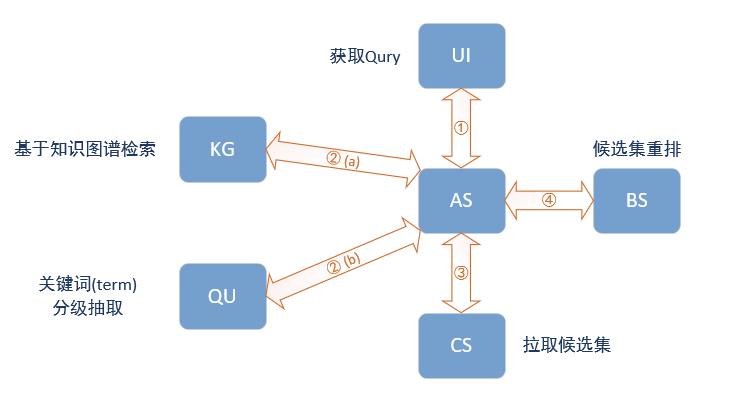 获取Qury
UI
①
基于知识图谱检索
KG
② (a)
候选集重排
AS
④
BS
② (b)
③
关键词(term)
分级抽取
QU
CS
拉取候选集